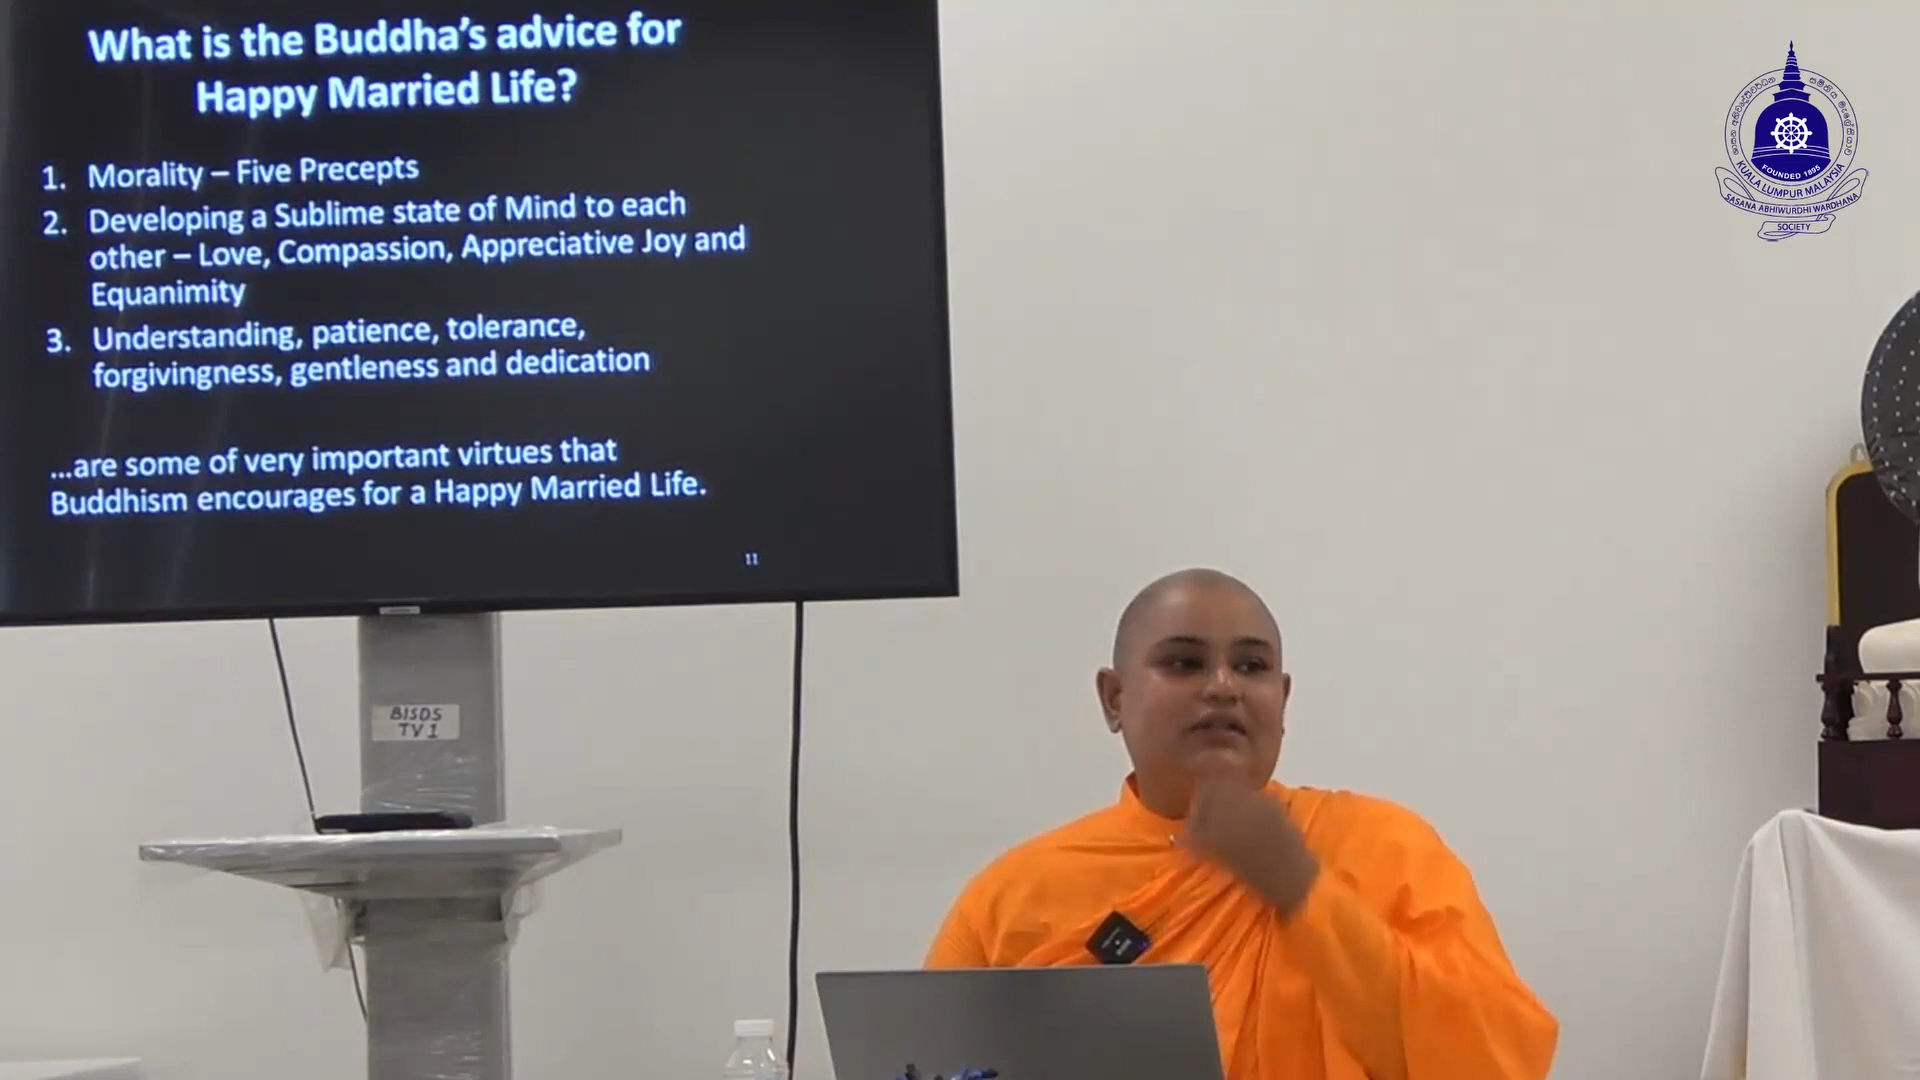 What is the Buddha's advice for
Happy Married Life?
1. Morality – Five Precepts
2. Developing a Sublime state of Mind to each
other – Love, Compassion, Appreciative Joy and
Equanimity
3. Understanding, patience, tolerance,
forgivingness, gentleness and dedication
...are some of very important virtues that
Buddhism encourages for a Happy Married Life.
11
BISDS
TV 1
FOUNDED 1895
KUALA LUMPUR MALAYSIA
SASANA ABHIWURDHI WARDHANA
SOCIETY